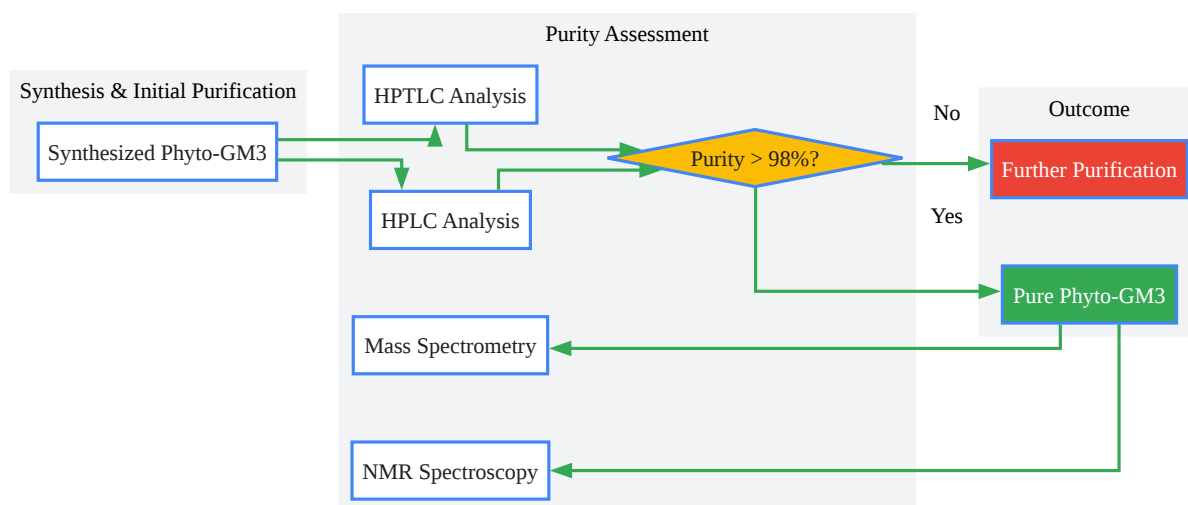 Purity Assessment
Synthesis & Initial Purification
Synthesized Phyto-GM3
HPTLC Analysis
HPLC Analysis
Purity > 98%?
No
Yes
Outcome
Further Purification
Pure Phyto-GM3
Mass Spectrometry
NMR Spectroscopy